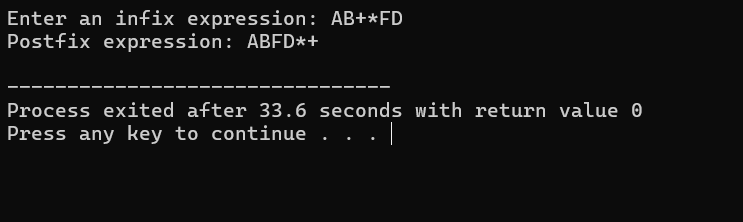 Enter an infix expression: AB+*FD
Postfix expression: ABFD*+
--------------------------------
Process exited after 33.6 seconds with return value 0
Press any key to continue . . .